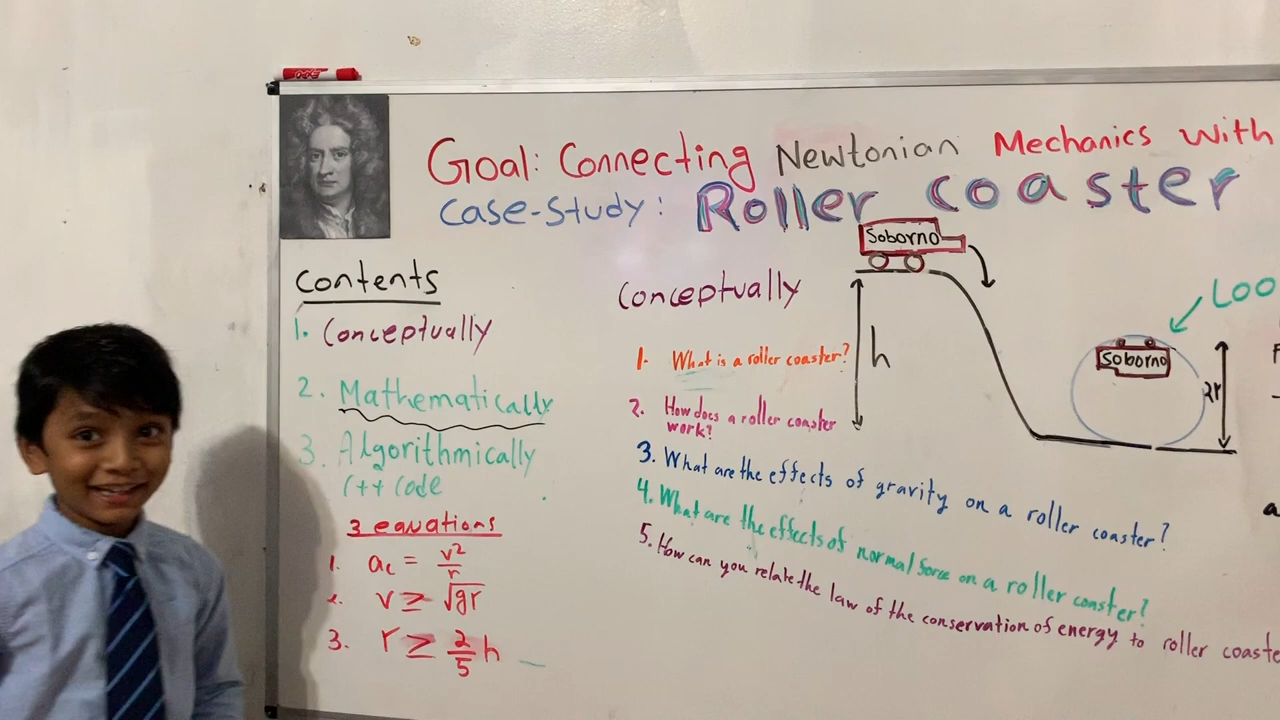 Goal: Connecting Newtonian Mechanics with
Case-Study: Roller coaster
Contents
1. Conceptually
2. Mathematically
3. Algorithmically
C++ Code
3 equations
1. ac = v²/r
2. v ≥ √gr
3. r ≥ 2/5 h
Conceptually
1. What is a roller coaster?
2. How does a roller coaster
work?
3. What are the effects of gravity on a roller coaster?
4. What are the effects of normal force on a roller coaster?
5. How can you relate the law of the conservation of energy to roller coaste
Soborno
h
Loo
Soborno
2r
F
a